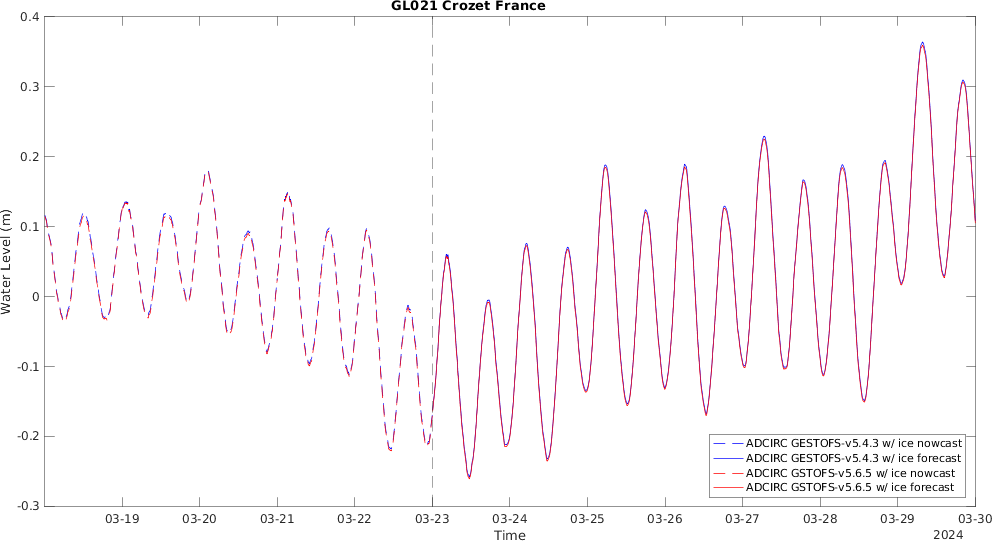 GL021 Crozet France
Water Level (m)
0.4
0.3
0.2
0.1
0
-0.1
-0.2
-0.3
03-19 03-20 03-21 03-22 03-23 03-24 03-25 03-26 03-27 03-28 03-29 03-30
Time
2024
ADCIRC GESTOFS-v5.4.3 w/ ice nowcast
ADCIRC GESTOFS-v5.4.3 w/ ice forecast
ADCIRC GSTOFS-v5.6.5 w/ ice nowcast
ADCIRC GSTOFS-v5.6.5 w/ ice forecast